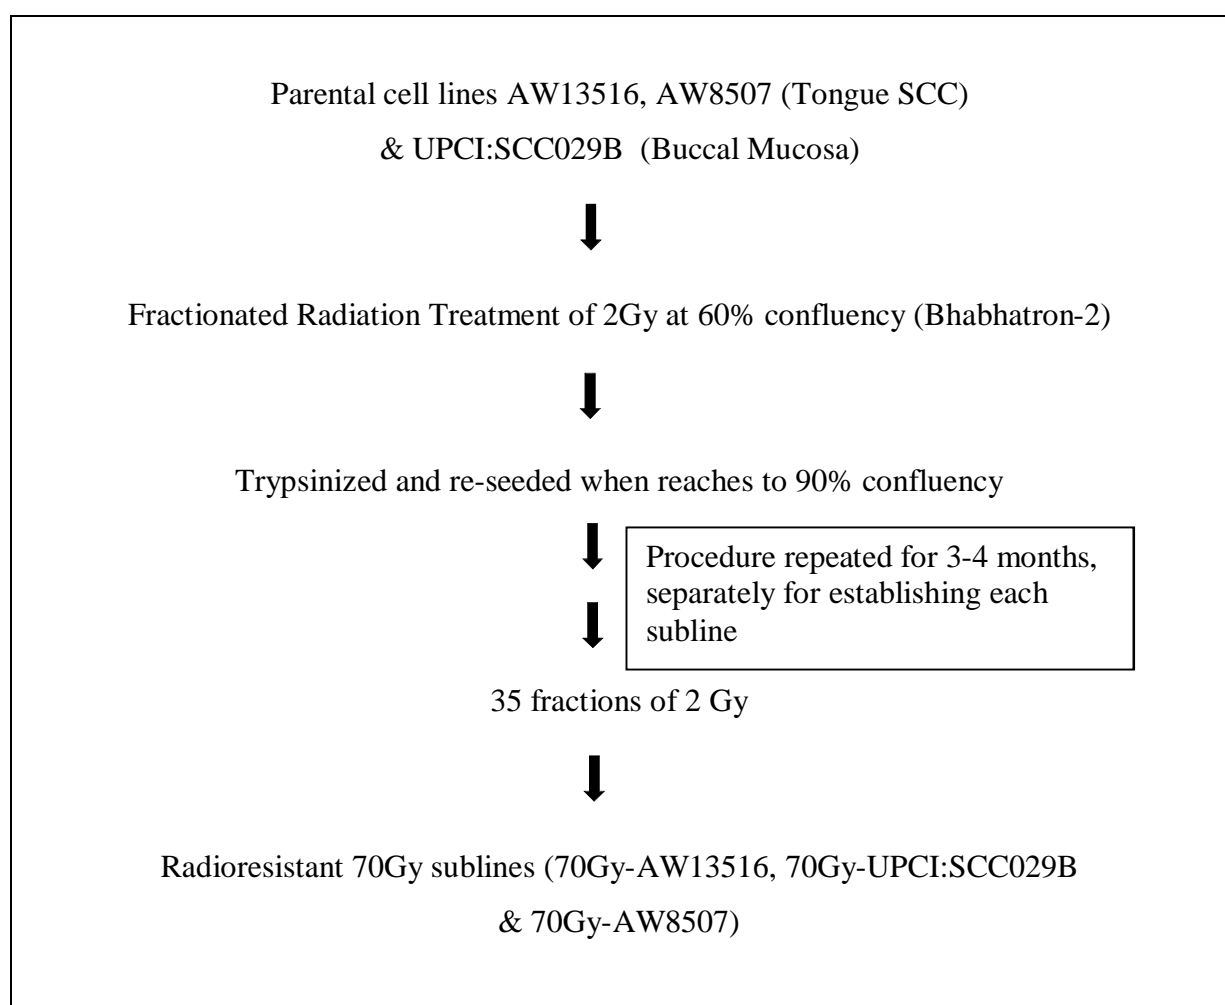 Parental cell lines AW13516, AW8507 (Tongue SCC)
& UPCI:SCC029B (Buccal Mucosa)
Fractionated Radiation Treatment of 2Gy at 60% confluency (Bhabhatron-2)
Trypsinized and re-seeded when reaches to 90% confluency
Procedure repeated for 3-4 months,
separately for establishing each
subline
35 fractions of 2 Gy
Radioresistant 70Gy sublines (70Gy-AW13516, 70Gy-UPCI:SCC029B
& 70Gy-AW8507)